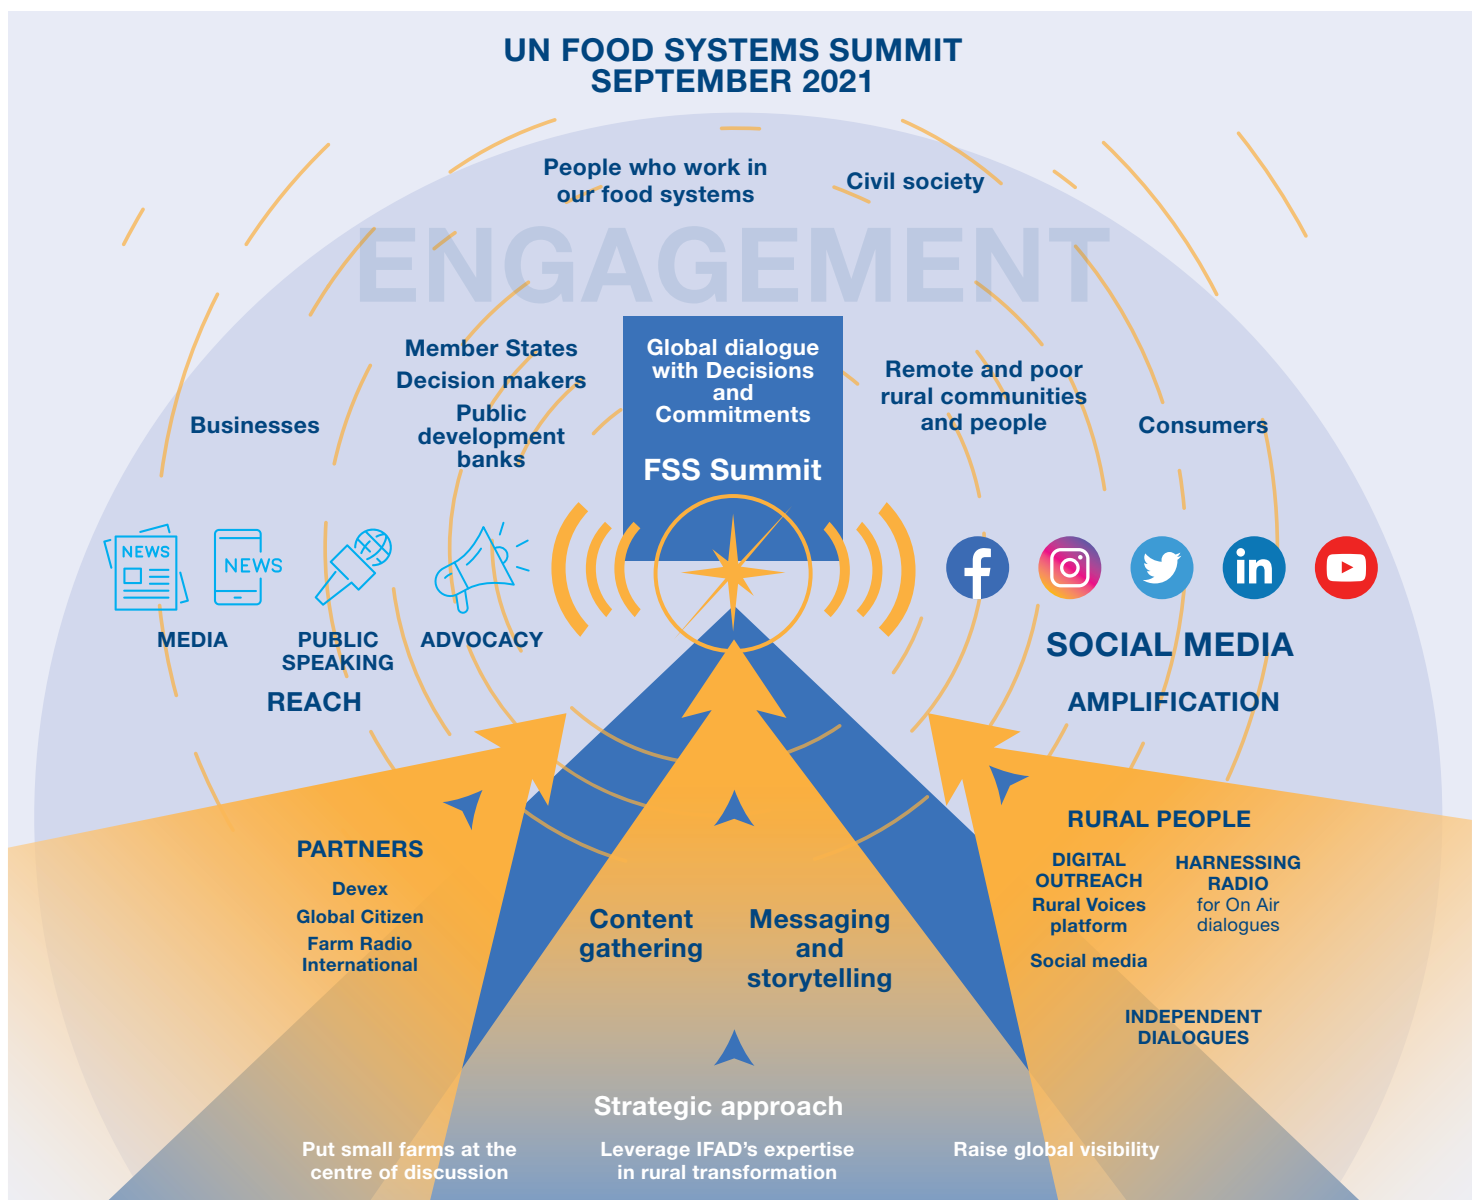 UN FOOD SYSTEMS SUMMIT
SEPTEMBER 2021
People who work in
our food systems
Civil society
ENGAGEMENT
Member States
Decision makers
Public
development
banks
Businesses
Global dialogue
with Decisions
and
Commitments
FSS Summit
Remote and poor
rural communities
and people
Consumers
NEWS
NEWS
MEDIA
PUBLIC
SPEAKING
ADVOCACY
REACH
f
in
SOCIAL MEDIA
AMPLIFICATION
PARTNERS
Devex
Global Citizen
Farm Radio
International
Content
gathering
Messaging
and
storytelling
RURAL PEOPLE
DIGITAL
OUTREACH
Rural Voices
platform
Social media
HARNESSING
RADIO
for On Air
dialogues
INDEPENDENT
DIALOGUES
Strategic approach
Put small farms at the
centre of discussion
Leverage IFAD’s expertise
in rural transformation
Raise global visibility